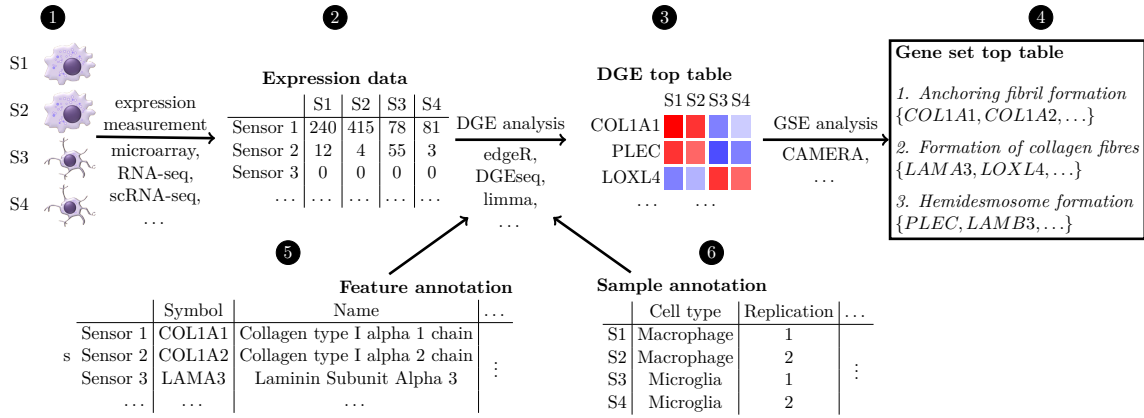 1
2
3
4
S1
S2
S3
S4
expression
measurement
microarray,
RNA-seq,
scRNA-seq,
...
Expression data
S1 S2 S3 S4
Sensor 1 240 415 78 81
Sensor 2 12 4 55 3
Sensor 3 0 0 0 0
... ... ... ... ...
DGE analysis
edgeR,
DGEseq,
limma,
...
DGE top table
S1 S2 S3 S4
COL1A1
PLEC
LOXL4
... ...
GSE analysis
CAMERA,
...
Gene set top table
1. Anchoring fibril formation
{COL1A1, COL1A2, ...}
2. Formation of collagen fibres
{LAMA3, LOXL4, ...}
3. Hemidesmosome formation
{PLEC, LAMB3, ...}
5
Feature annotation
Symbol Name ...
Sensor 1 COL1A1 Collagen type I alpha 1 chain
s Sensor 2 COL1A2 Collagen type I alpha 2 chain ⋮
Sensor 3 LAMA3 Laminin Subunit Alpha 3
... ... ...
6
Sample annotation
Cell type Replication ...
S1 Macrophage 1
S2 Macrophage 2 ⋮
S3 Microglia 1
S4 Microglia 2